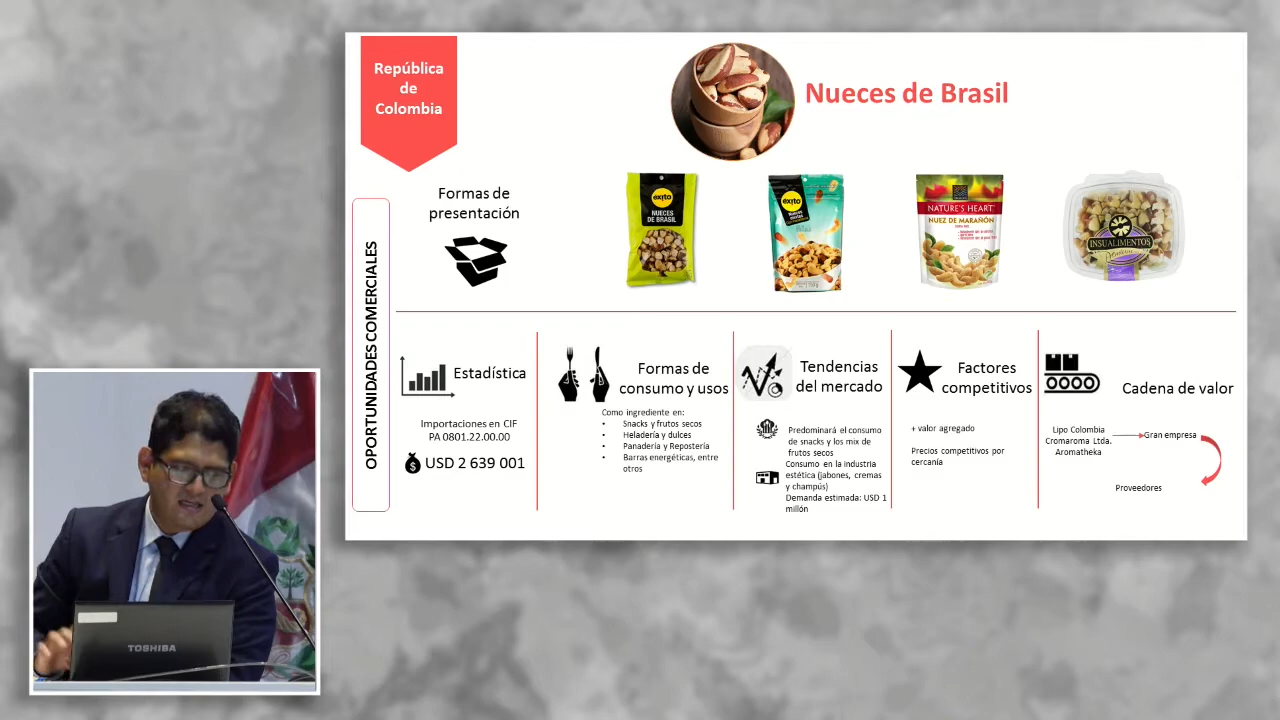 República
de
Colombia
Nueces de Brasil
OPORTUNIDADES COMERCIALES
Formas de
presentación
éxito
NUECES
DE BRASIL
éxito
Nueces
NATURE'S HEART
NUEZ DE MARAÑÓN
INSUALIMENTOS
Estadística
Importaciones en CIF
PA 0801.22.00.00
USD 2 639 001
Formas de
consumo y usos
Como ingrediente en:
• Snacks y frutos secos
• Heladería y dulces
• Panadería y Repostería
• Barras energéticas, entre
otros
Tendencias
del mercado
Predominará el consumo
de snacks y los mix de
frutos secos
Consumo en la industria
estética (jabones, cremas
y champús)
Demanda estimada: USD 1
millón
Factores
competitivos
+ valor agregado
Precios competitivos por
cercanía
Cadena de valor
Lipo Colombia
Cromaroma Ltda.
Aromatheka
Gran empresa
Proveedores
TOSHIBA